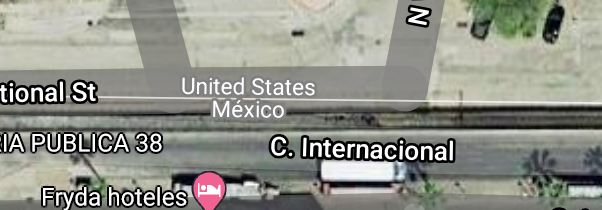 N
tional St
United States
México
RIA PUBLICA 38
C. Internacional
Fryda hoteles